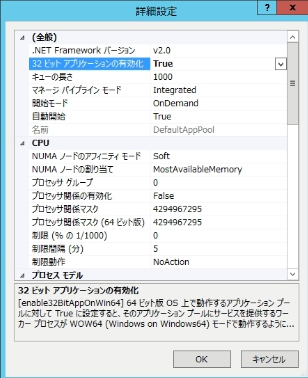 詳細設定
(全般)
.NET Framework バージョン v2.0
32 ビット アプリケーションの有効化 True
キューの長さ 1000
マネージ パイプライン モード Integrated
開始モード OnDemand
自動開始 True
名前 DefaultAppPool
CPU
NUMA ノードのアフィニティ モード Soft
NUMA ノードの割り当て MostAvailableMemory
プロセッサ グループ 0
プロセッサ関係の有効化 False
プロセッサ関係マスク 4294967295
プロセッサ関係マスク (64 ビット版) 4294967295
制限 (% の 1/1000) 0
制限間隔 (分) 5
制限動作 NoAction
プロセス モデル
32 ビット アプリケーションの有効化
[enable32BitAppOnWin64] 64 ビット版 OS 上で動作するアプリケーション プー
ルに対して True に設定すると、そのアプリケーション プールにサービスを提供するワー
カー プロセスが WOW64 (Windows on Windows64) モードで動作するように...
OK
キャンセル